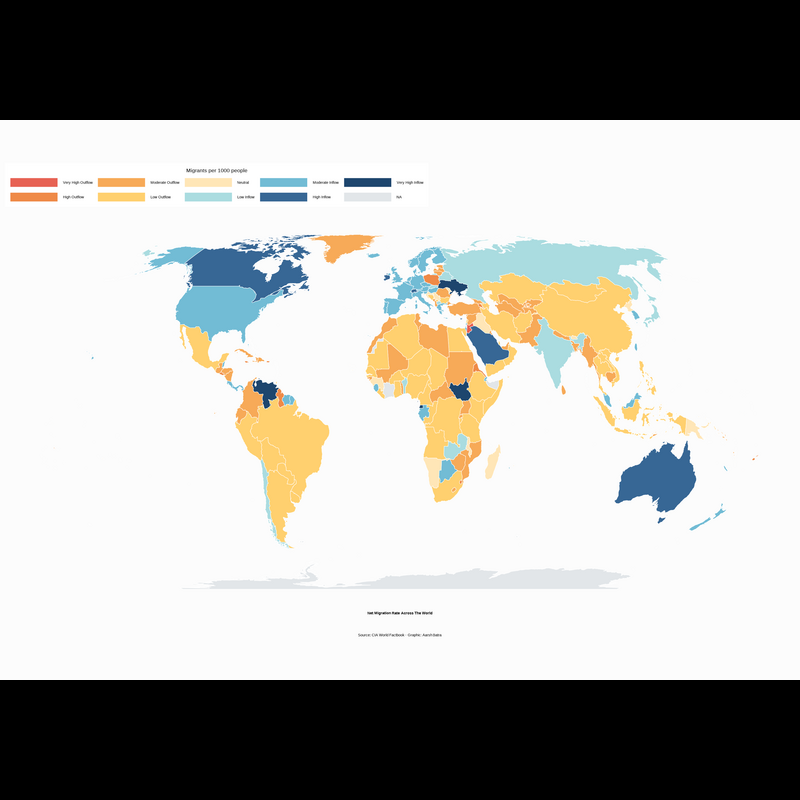 Migrants per 1000 people
Very High Outflow Moderate Outflow Neutral Moderate Inflow Very High Inflow
High Outflow Low Outflow Low Inflow High Inflow NA
Net Migration Rate Across The World
Source: CIA World Factbook - Graphic: Aarsh Batra